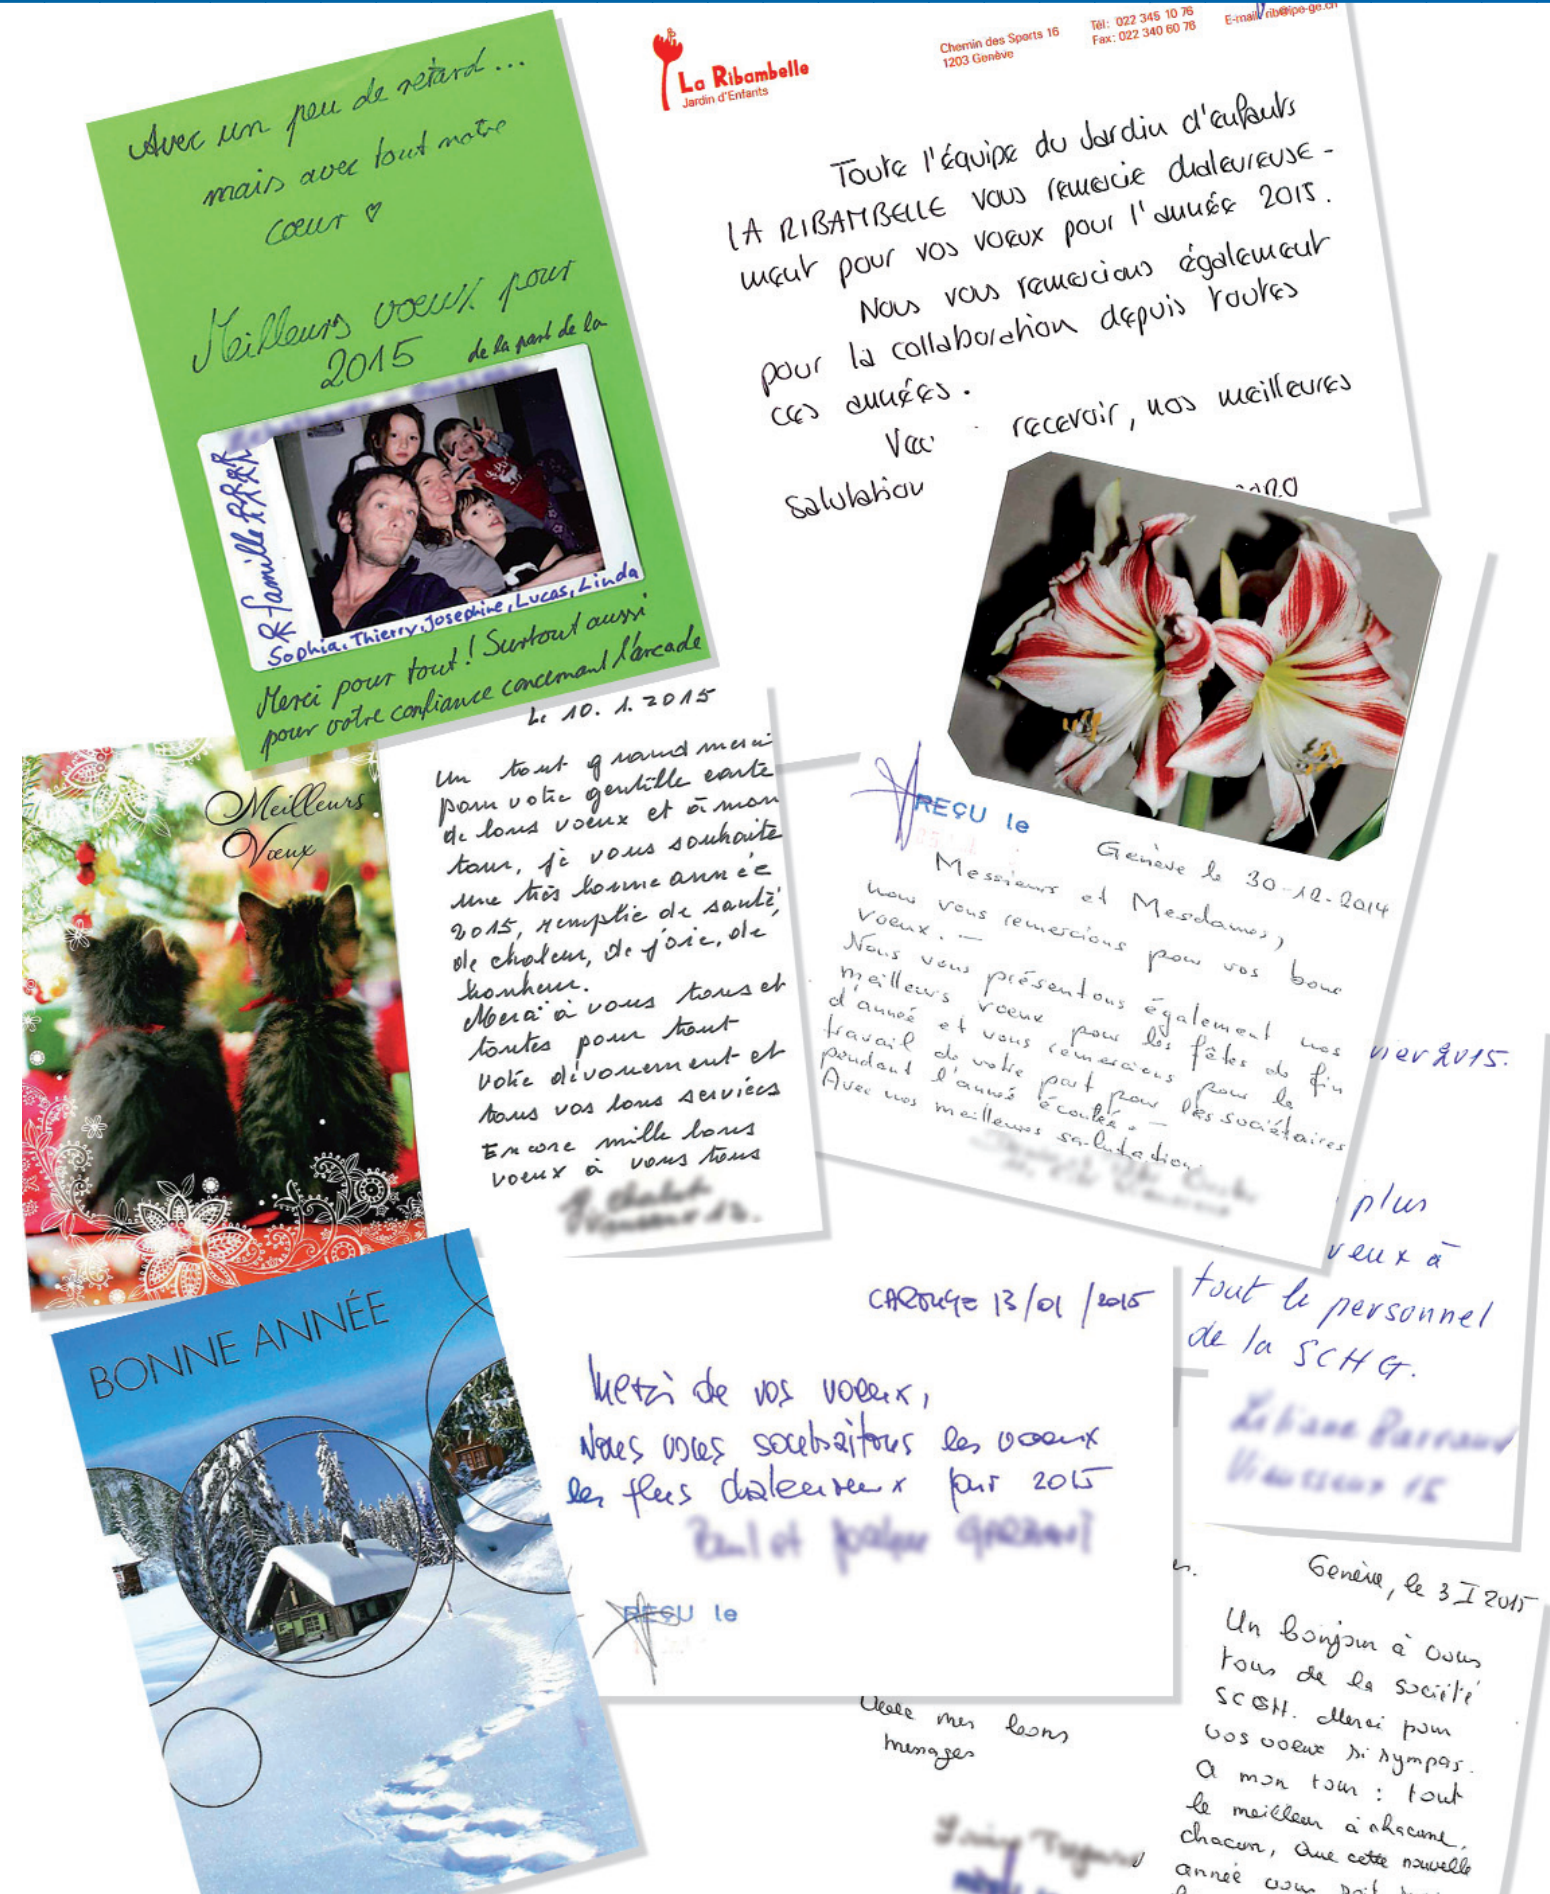 Avec un peu de retard ...
mais avec tout notre
cœur ♡
Meilleurs vœux pour
2015 de la part de la
famille RRRR
Sophia, Thierry, Josephine, Lucas, Linda
Merci pour tout ! Surtout aussi
pour votre confiance concernant l'arcade
La Ribambelle
Jardin d'Enfants
Chemin des Sports 16
1203 Genève
Tél: 022 345 10 76
Fax: 022 340 60 76
E-mail: rib@ipe-ge.ch
Toute l'équipe du Jardin d'enfants
LA RIBAMBELLE vous remercie chaleureuse-
ment pour vos voeux pour l'année 2015.
Nous vous remercions également
pour la collaboration depuis toutes
ces années.
recevoir, nos meilleures
salutation
Meilleurs
Vœux
Le 10. 1. 2015
Un tout grand merci
pour votre gentille carte
de bons voeux et à mon
tour, je vous souhaite
une très bonne année
2015, remplie de santé,
de chaleur, de joie, de
bonheur.
Merci à vous tous et
toutes pour tout
votre dévouement et
tous vos bons services
Encore mille bons
voeux à vous tous
REÇU le
Genève le 30-12-2014
Messieurs et Mesdames,
nous vous remercions pour vos bons
voeux. —
Nous vous présentons également nos
meilleurs voeux pour les fêtes de fin
d'année et vous remercions pour le
travail de votre part pour les sociétaires
pendant l'année écoulée. —
Avec nos meilleures salutations
vier 2015.
plus
veux à
tout le personnel
de la SCHG.
BONNE ANNÉE
CAROUGE 13/01/2015
Merci de vos voeux,
Nous vous souhaitons les voeux
les plus chaleureux pour 2015
REÇU le
mes bons
messages
Genève, le 3 I 2015
Un bonjour à vous
tous de la société
SCGH. Merci pour
vos voeux si sympas.
A mon tour : tout
le meilleur à chacune,
chacun, que cette nouvelle
année vous soit